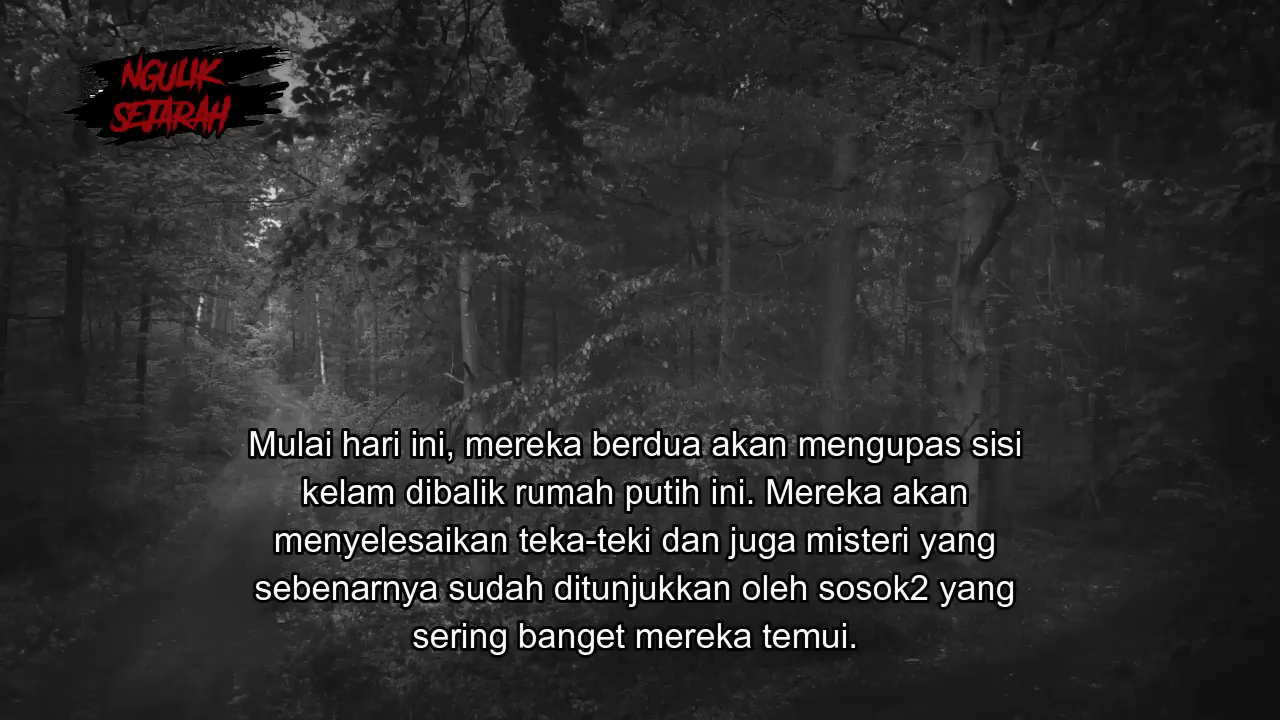 NGULIK
SEJARAH
Mulai hari ini, mereka berdua akan mengupas sisi
kelam dibalik rumah putih ini. Mereka akan
menyelesaikan teka-teki dan juga misteri yang
sebenarnya sudah ditunjukkan oleh sosok2 yang
sering banget mereka temui.